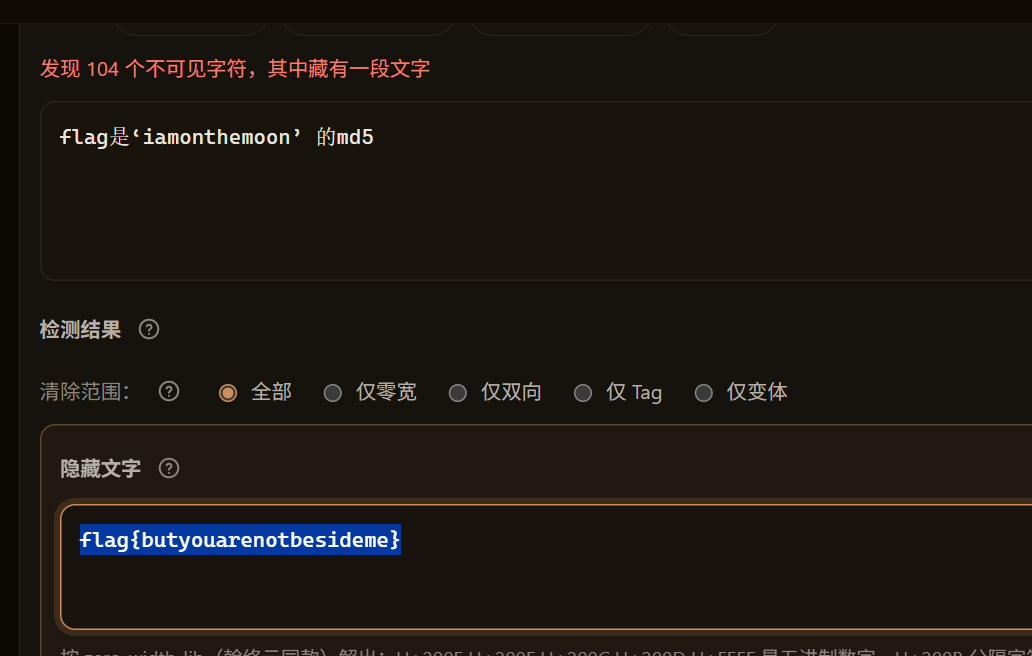 发现 104 个不可见字符，其中藏有一段文字
flag是‘iamonthemoon’ 的md5
检测结果 ?
清除范围： ? 全部 仅零宽 仅双向 仅 Tag 仅变体
隐藏文字 ?
flag{butyouarenotbesideme}